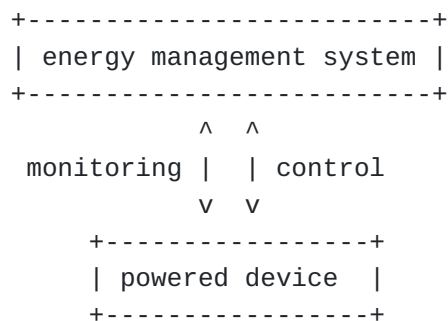 energy management system
monitoring control
powered device